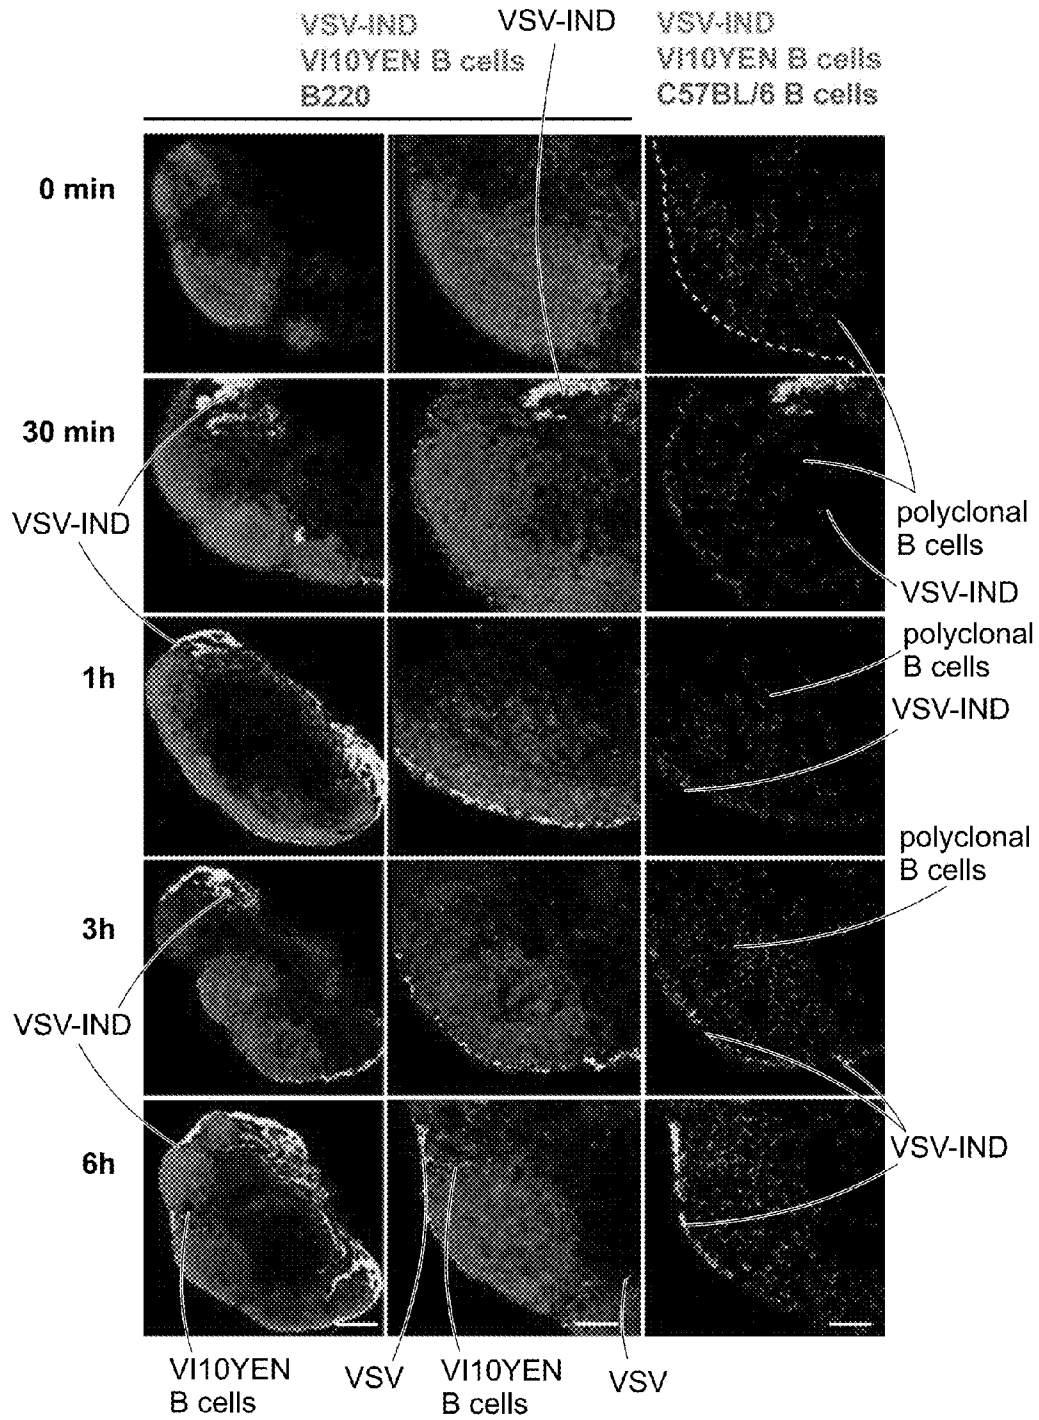 VSV-IND
VI10YEN B cells
B220
VSV-IND
VSV-IND
VI10YEN B cells
C57BL/6 B cells
0 min
30 min
VSV-IND
polyclonal
B cells
VSV-IND
1h
polyclonal
B cells
VSV-IND
3h
polyclonal
B cells
VSV-IND
6h
VSV-IND
VI10YEN
B cells
VSV
VI10YEN
B cells
VSV